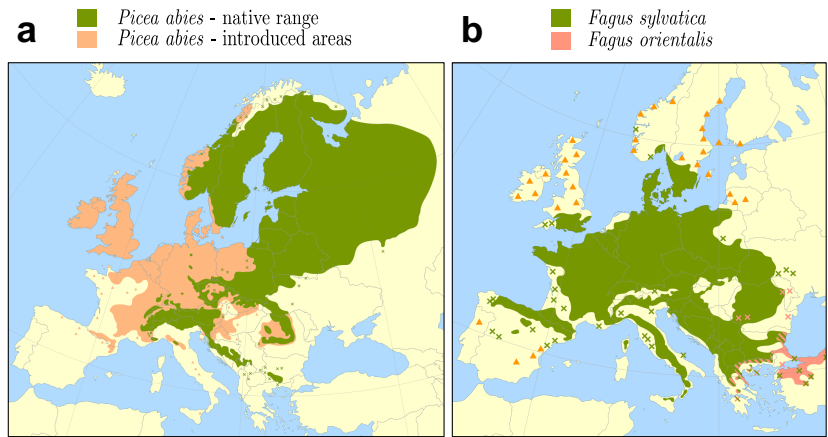 a
Picea abies - native range
Picea abies - introduced areas
b
Fagus sylvatica
Fagus orientalis